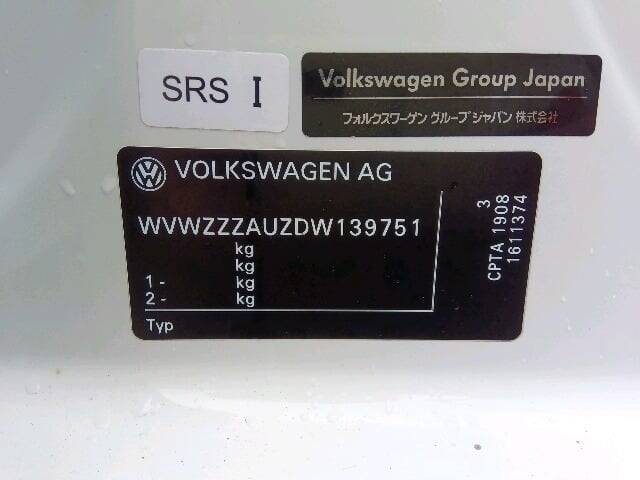 SRS I
Volkswagen Group Japan
フォルクスワーゲン グループ ジャパン 株式会社
VOLKSWAGEN AG
WVWZZZAUZDW139751
kg
kg
1 - kg
2 - kg
Typ
3
CPTA 1908
1611374